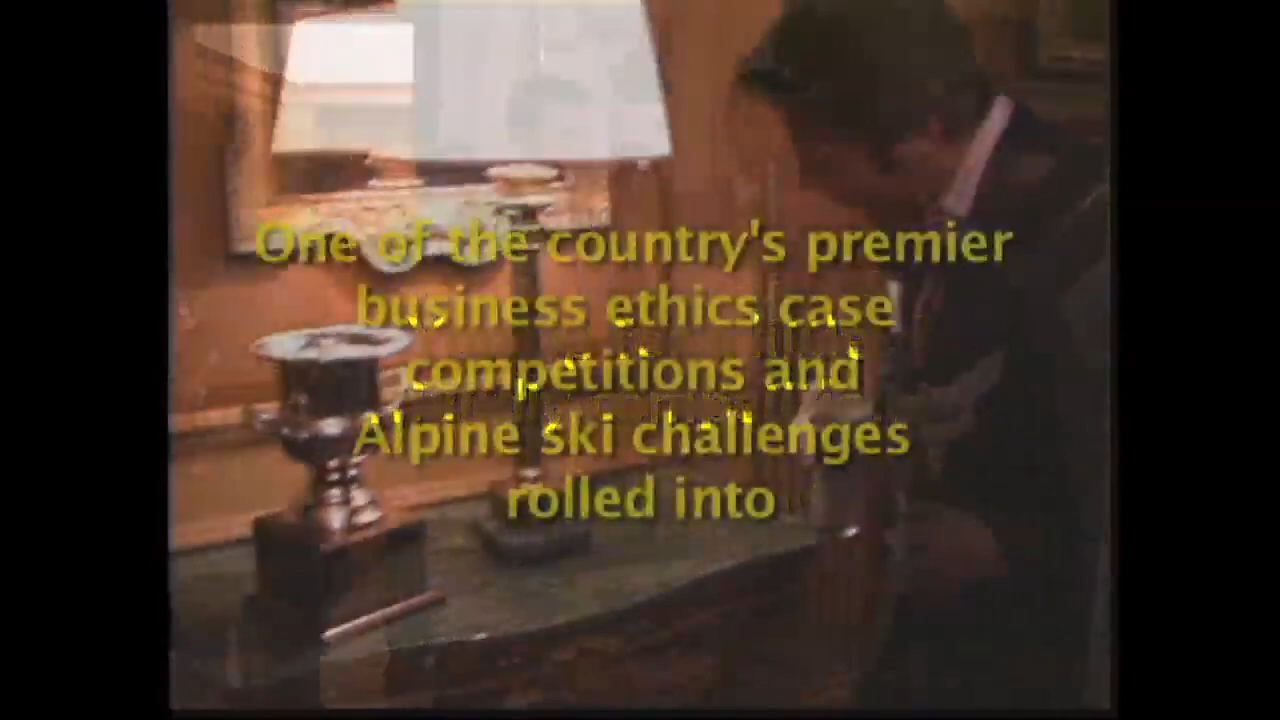 One of the country's premier
business ethics case
competitions and
Alpine ski challenges
rolled into